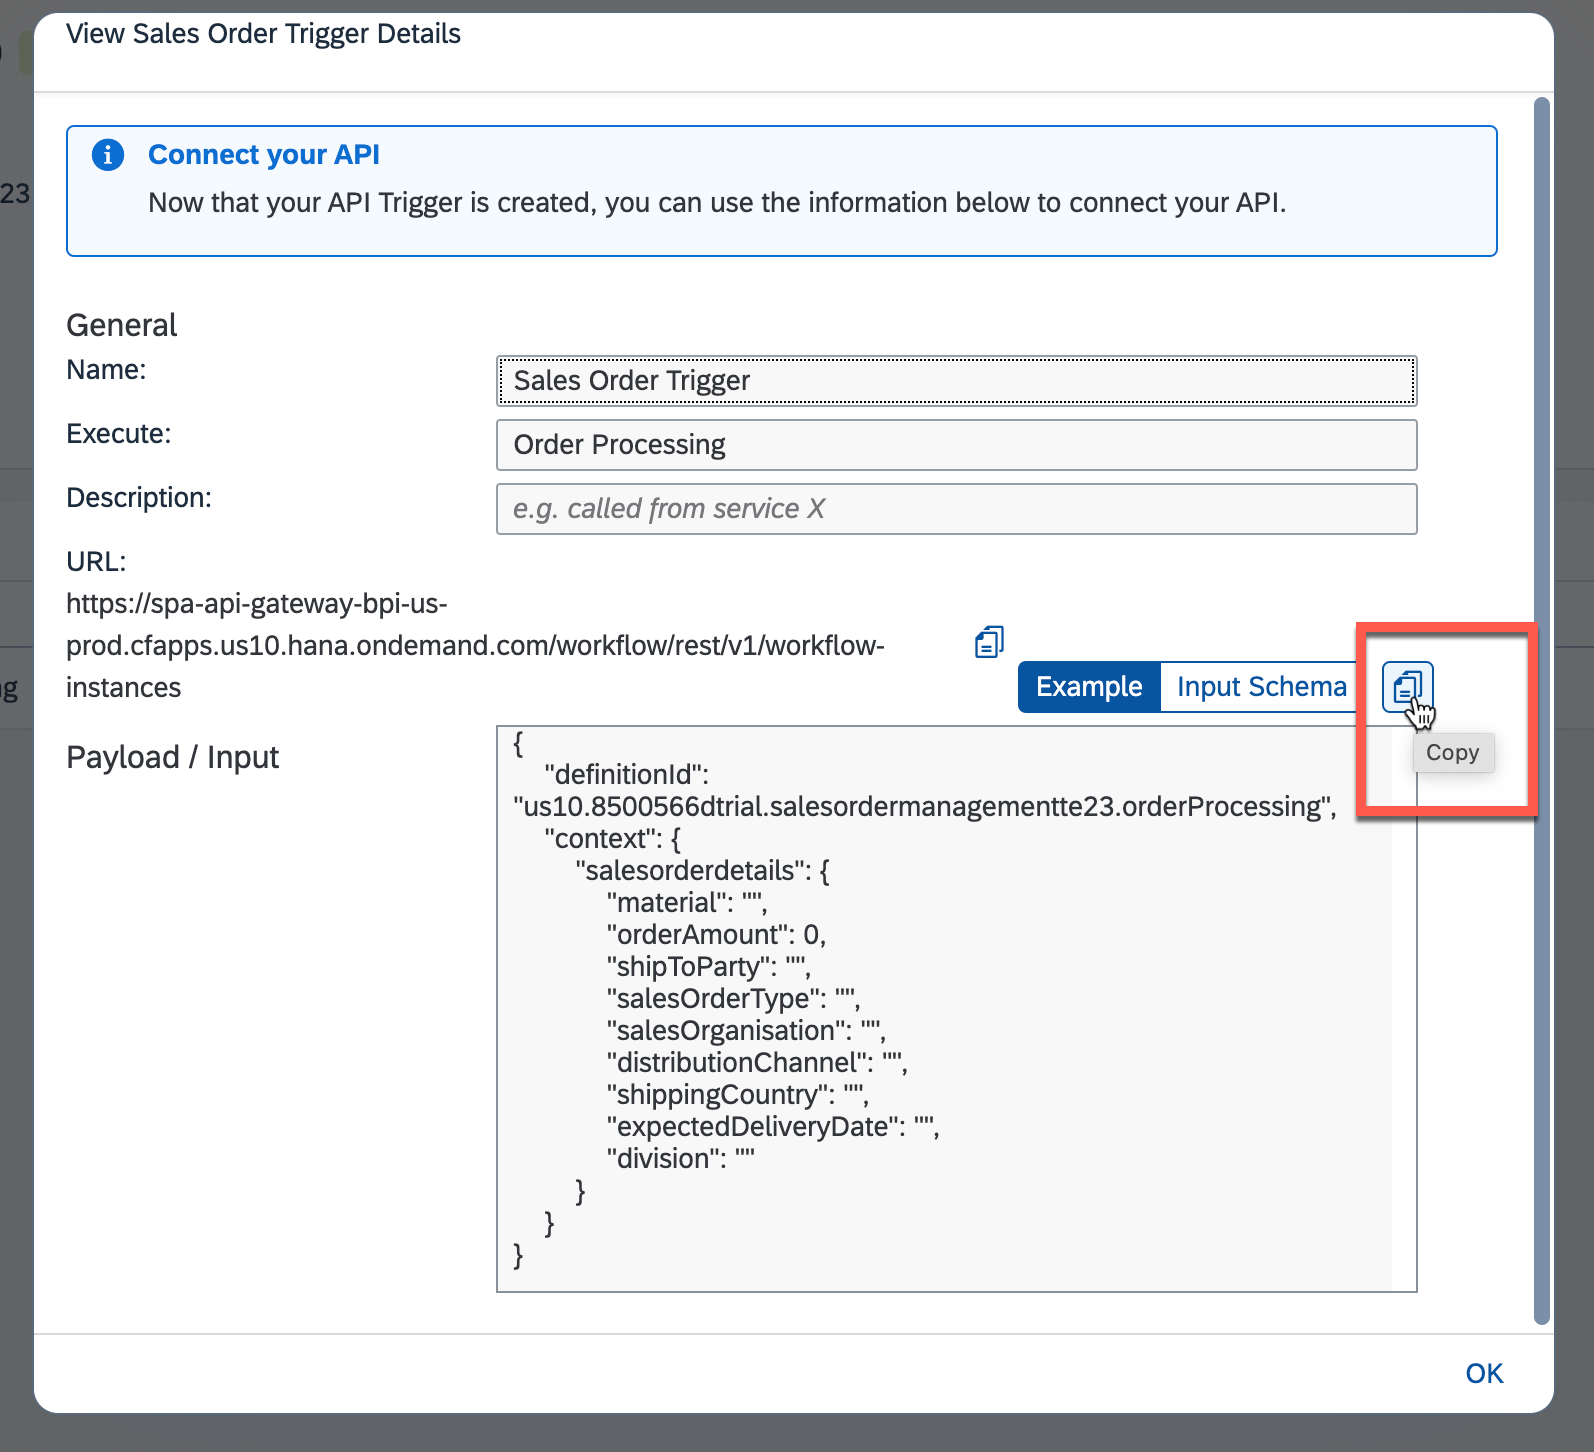 View Sales Order Trigger Details
Connect your API
Now that your API Trigger is created, you can use the information below to connect your API.
23
General
Name:
Sales Order Trigger
Execute:
Order Processing
Description:
e.g. called from service X
URL:
https://spa-api-gateway-bpi-us-
prod.cfapps.us10.hana.ondemand.com/workflow/rest/v1/workflow-
instances
Example
Input Schema
Copy
Payload / Input
{
"definitionId":
"us10.8500566dtrial.salesordermanagementte23.orderProcessing",
"context": {
"salesorderdetails": {
"material": "",
"orderAmount": 0,
"shipToParty": "",
"salesOrderType": "",
"salesOrganisation": "",
"distributionChannel": "",
"shippingCountry": "",
"expectedDeliveryDate": "",
"division": ""
}
}
}
OK